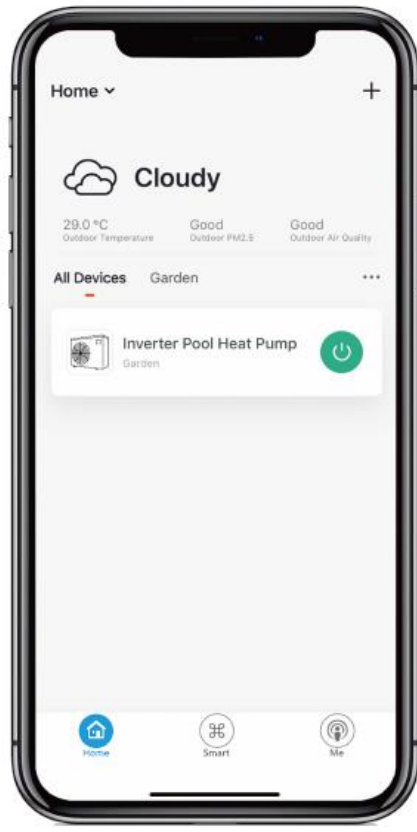 Home
Cloudy
29.0 °C Good Good
Outdoor Temperature Outdoor PM2.5 Outdoor Air Quality
All Devices Garden ...
Inverter Pool Heat Pump
Garden
Home Smart Me